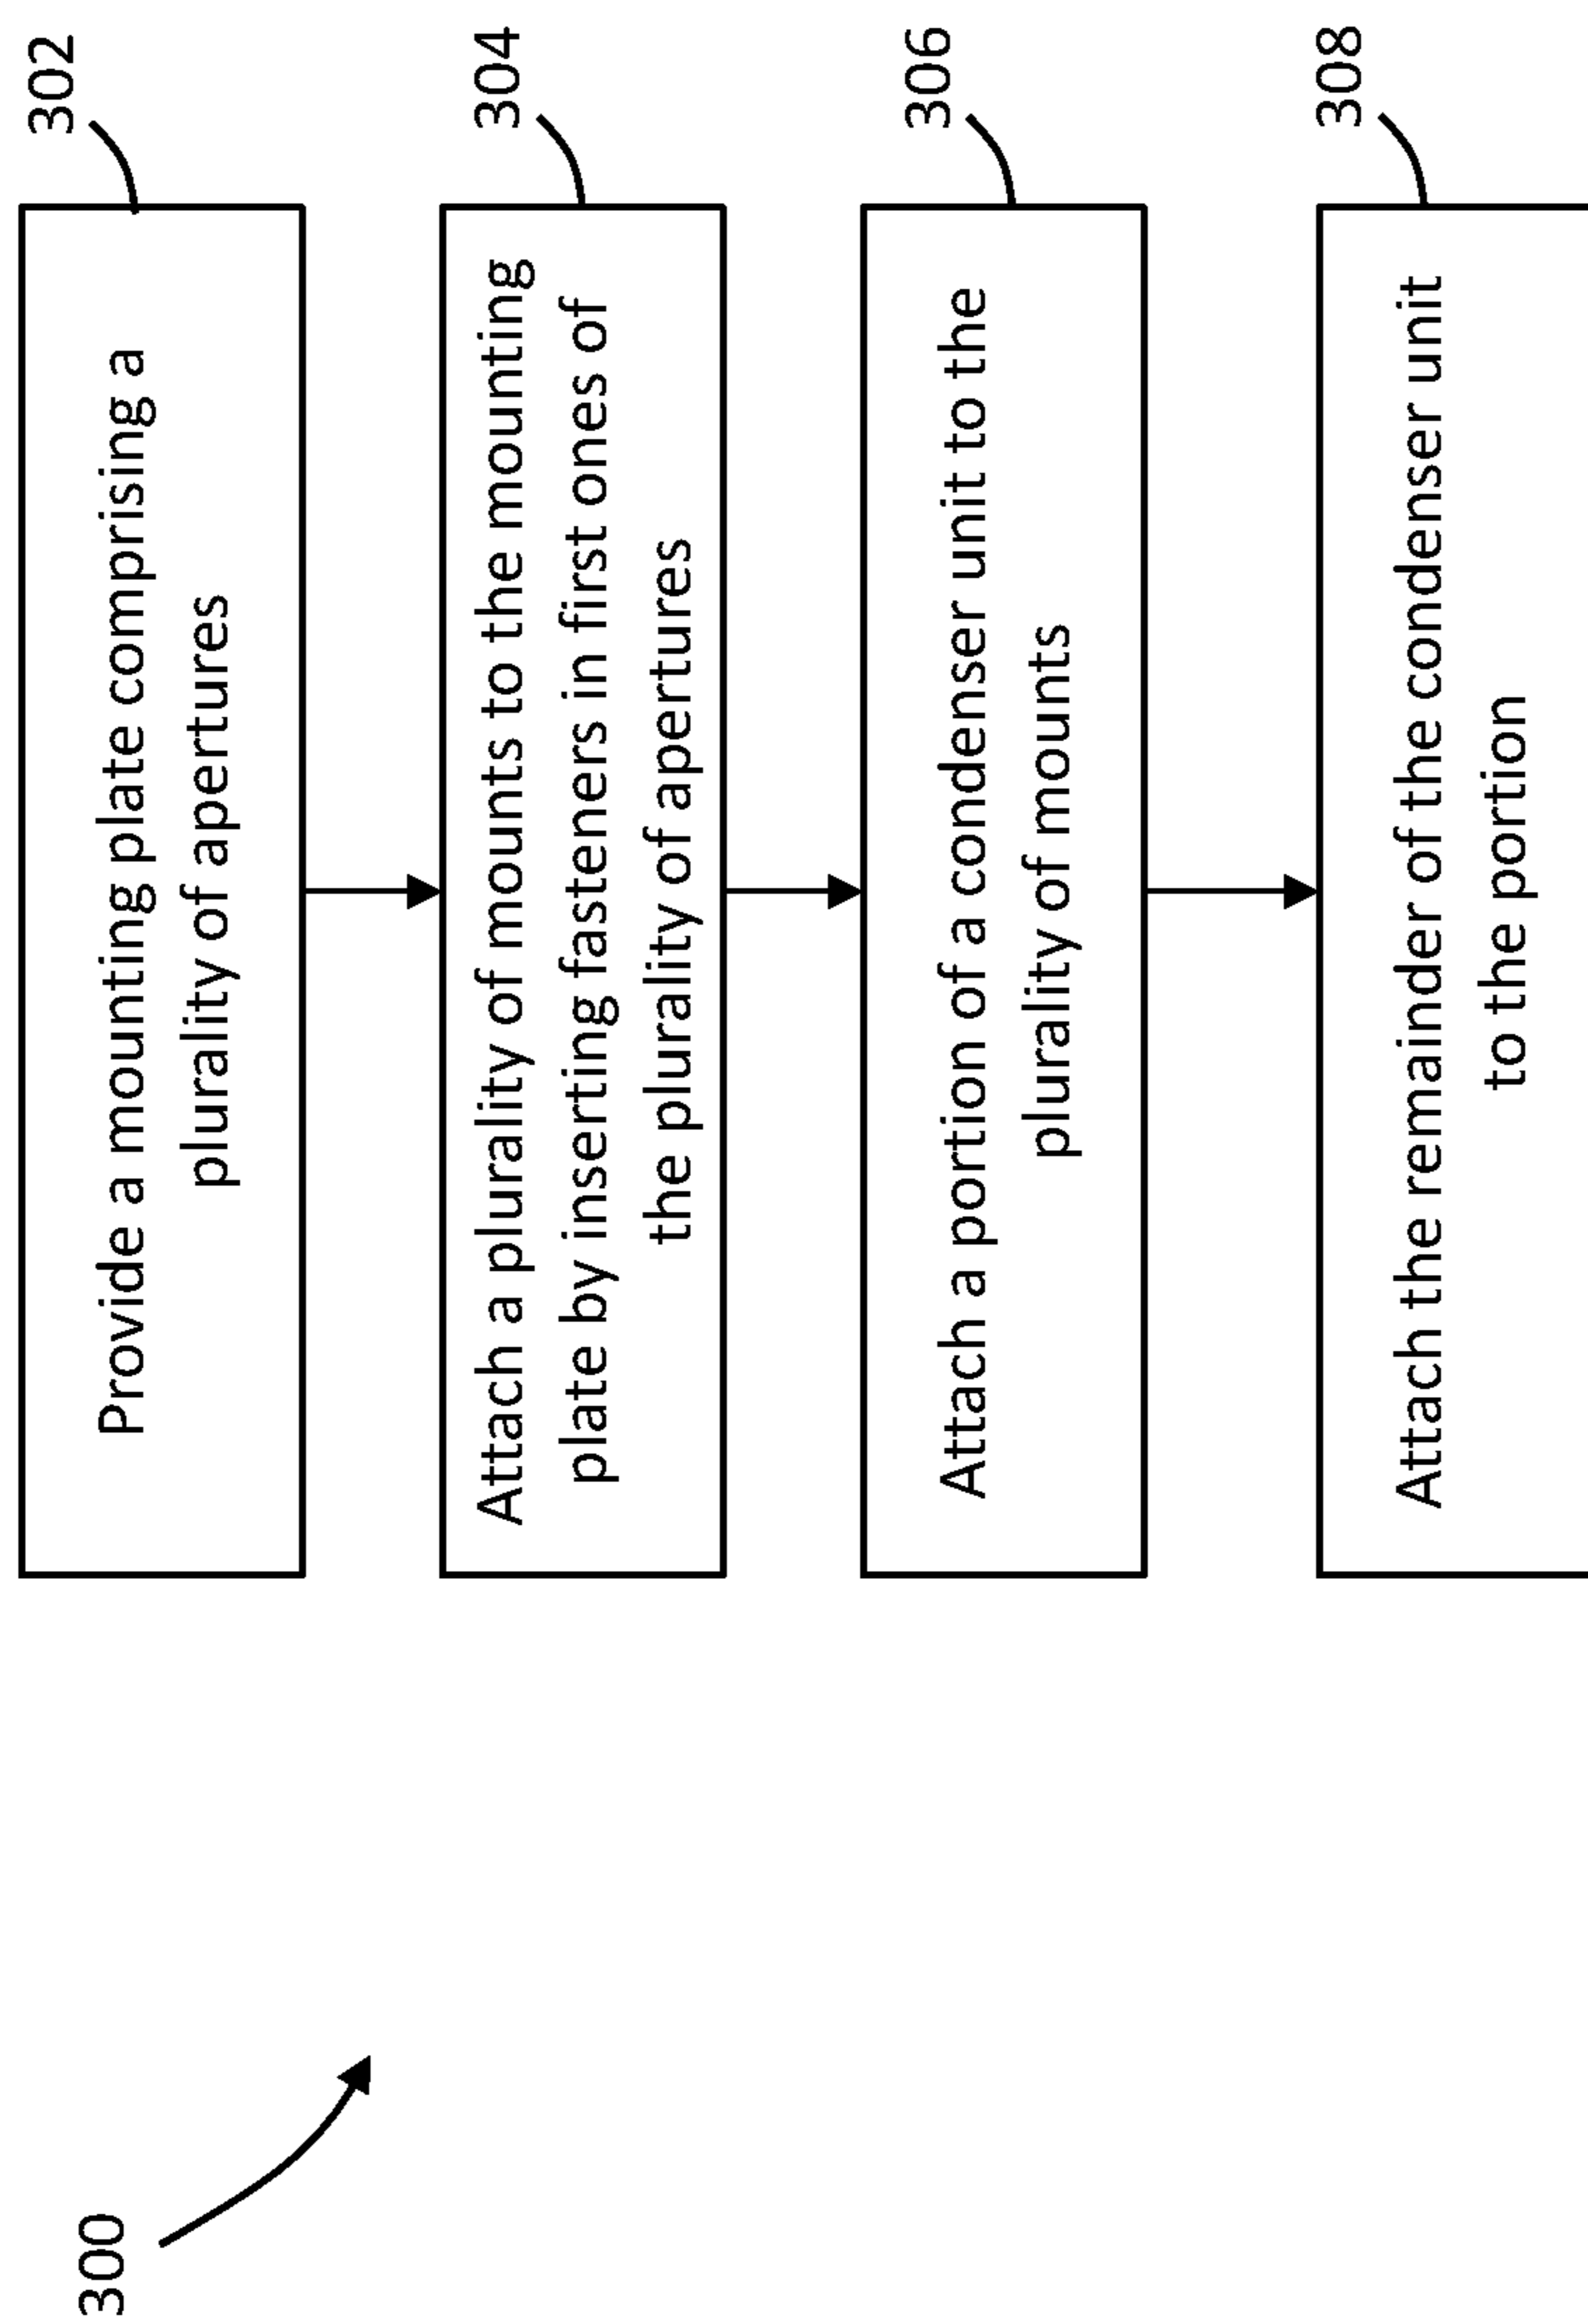 300
302
Provide a mounting plate comprising a
plurality of apertures
304
Attach a plurality of mounts to the mounting
plate by inserting fasteners in first ones of
the plurality of apertures
306
Attach a portion of a condenser unit to the
plurality of mounts
308
Attach the remainder of the condenser unit
to the portion